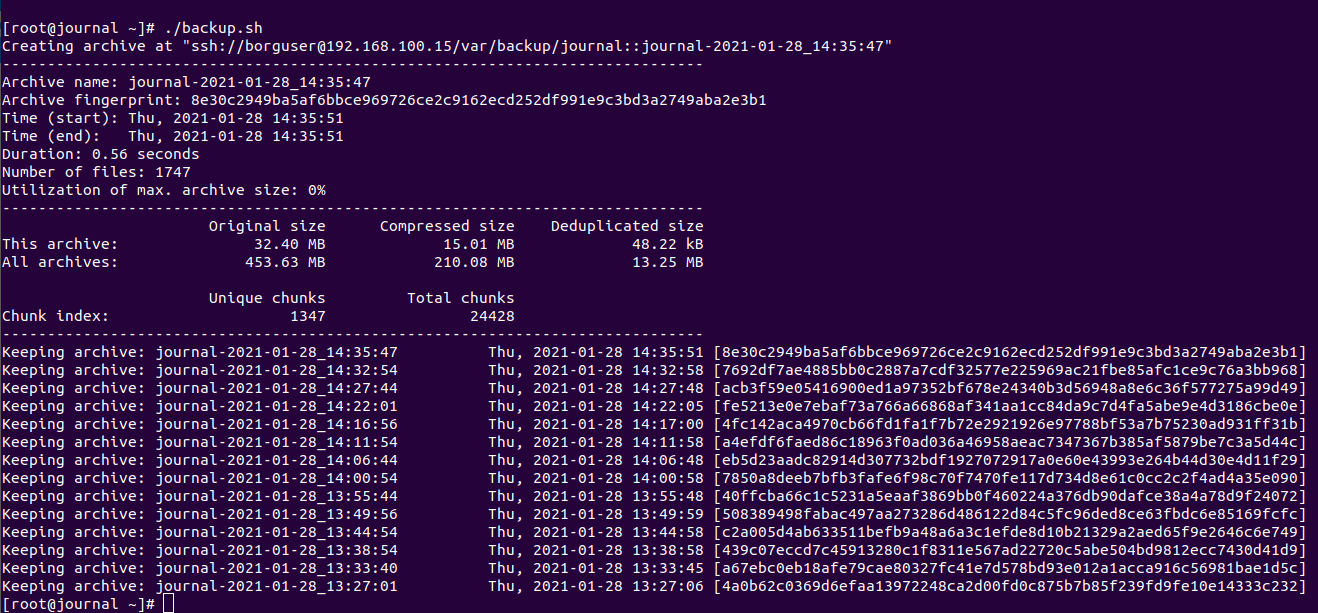 [root@journal ~]# ./backup.sh
Creating archive at "ssh://borguser@192.168.100.15/var/backup/journal::journal-2021-01-28_14:35:47"
------------------------------------------------------------------------------
Archive name: journal-2021-01-28_14:35:47
Archive fingerprint: 8e30c2949ba5af6bbce969726ce2c9162ecd252df991e9c3bd3a2749aba2e3b1
Time (start): Thu, 2021-01-28 14:35:51
Time (end):   Thu, 2021-01-28 14:35:51
Duration: 0.56 seconds
Number of files: 1747
Utilization of max. archive size: 0%
------------------------------------------------------------------------------
                       Original size      Compressed size    Deduplicated size
This archive:               32.40 MB             15.01 MB             48.22 kB
All archives:              453.63 MB            210.08 MB             13.25 MB
                       Unique chunks         Total chunks
Chunk index:                    1347                24428
------------------------------------------------------------------------------
Keeping archive: journal-2021-01-28_14:35:47          Thu, 2021-01-28 14:35:51 [8e30c2949ba5af6bbce969726ce2c9162ecd252df991e9c3bd3a2749aba2e3b1]
Keeping archive: journal-2021-01-28_14:32:54          Thu, 2021-01-28 14:32:58 [7692df7ae4885bb0c2887a7cdf32577e225969ac21fbe85afc1ce9c76a3bb968]
Keeping archive: journal-2021-01-28_14:27:44          Thu, 2021-01-28 14:27:48 [acb3f59e05416900ed1a97352bf678e24340b3d56948a8e6c36f577275a99d49]
Keeping archive: journal-2021-01-28_14:22:01          Thu, 2021-01-28 14:22:05 [fe5213e0e7ebaf73a766a66868af341aa1cc84da9c7d4fa5abe9e4d3186cbe0e]
Keeping archive: journal-2021-01-28_14:16:56          Thu, 2021-01-28 14:17:00 [4fc142aca4970cb66fd1fa1f7b72e2921926e97788bf53a7b75230ad931ff31b]
Keeping archive: journal-2021-01-28_14:11:54          Thu, 2021-01-28 14:11:58 [a4efdf6faed86c18963f0ad036a46958aeac7347367b385af5879be7c3a5d44c]
Keeping archive: journal-2021-01-28_14:06:44          Thu, 2021-01-28 14:06:48 [eb5d23aadc82914d307732bdf1927072917a0e60e43993e264b44d30e4d11f29]
Keeping archive: journal-2021-01-28_14:00:54          Thu, 2021-01-28 14:00:58 [7850a8deeb7bfb3fafe6f98c70f7470fe117d734d8e61c0cc2c2f4ad4a35e090]
Keeping archive: journal-2021-01-28_13:55:44          Thu, 2021-01-28 13:55:48 [40ffcba66c1c5231a5eaaf3869bb0f460224a376db90dafce38a4a78d9f24072]
Keeping archive: journal-2021-01-28_13:49:56          Thu, 2021-01-28 13:49:59 [508389498fabac497aa273286d486122d84c5fc96ded8ce63fbdc6e85169fcfc]
Keeping archive: journal-2021-01-28_13:44:54          Thu, 2021-01-28 13:44:58 [c2a005d4ab633511befb9a48a6a3c1efde8d10b21329a2aed65f9e2646c6e749]
Keeping archive: journal-2021-01-28_13:38:54          Thu, 2021-01-28 13:38:58 [439c07eccd7c45913280c1f8311e567ad22720c5abe504bd9812ecc7430d41d9]
Keeping archive: journal-2021-01-28_13:33:40          Thu, 2021-01-28 13:33:45 [a67ebc0eb18afe79cae80327fc41e7d578bd93e012a1acca916c56981bae1d5c]
Keeping archive: journal-2021-01-28_13:27:01          Thu, 2021-01-28 13:27:06 [4a0b62c0369d6efaa13972248ca2d00fd0c875b7b85f239fd9fe10e14333c232]
[root@journal ~]#